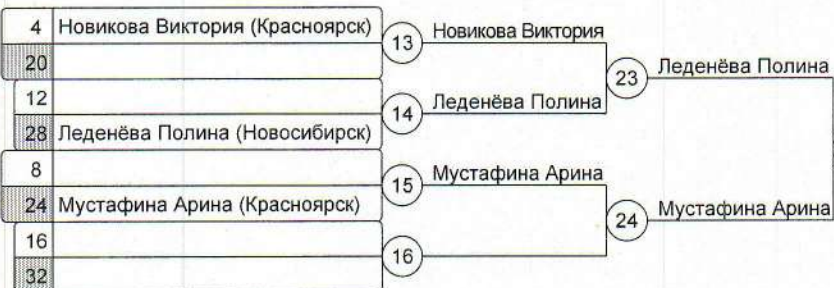 4 Новикова Виктория (Красноярск)
20
12
28 Леденёва Полина (Новосибирск)
8
24 Мустафина Арина (Красноярск)
16
32
13 Новикова Виктория
14 Леденёва Полина
15 Мустафина Арина
16
23 Леденёва Полина
24 Мустафина Арина